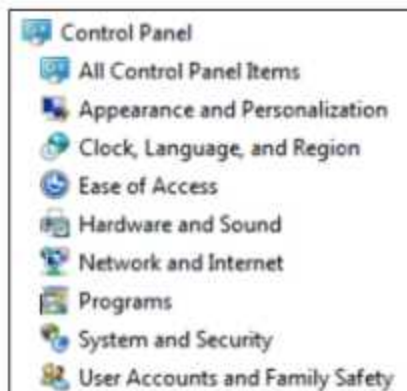 Control Panel
All Control Panel Items
Appearance and Personalization
Clock, Language, and Region
Ease of Access
Hardware and Sound
Network and Internet
Programs
System and Security
User Accounts and Family Safety